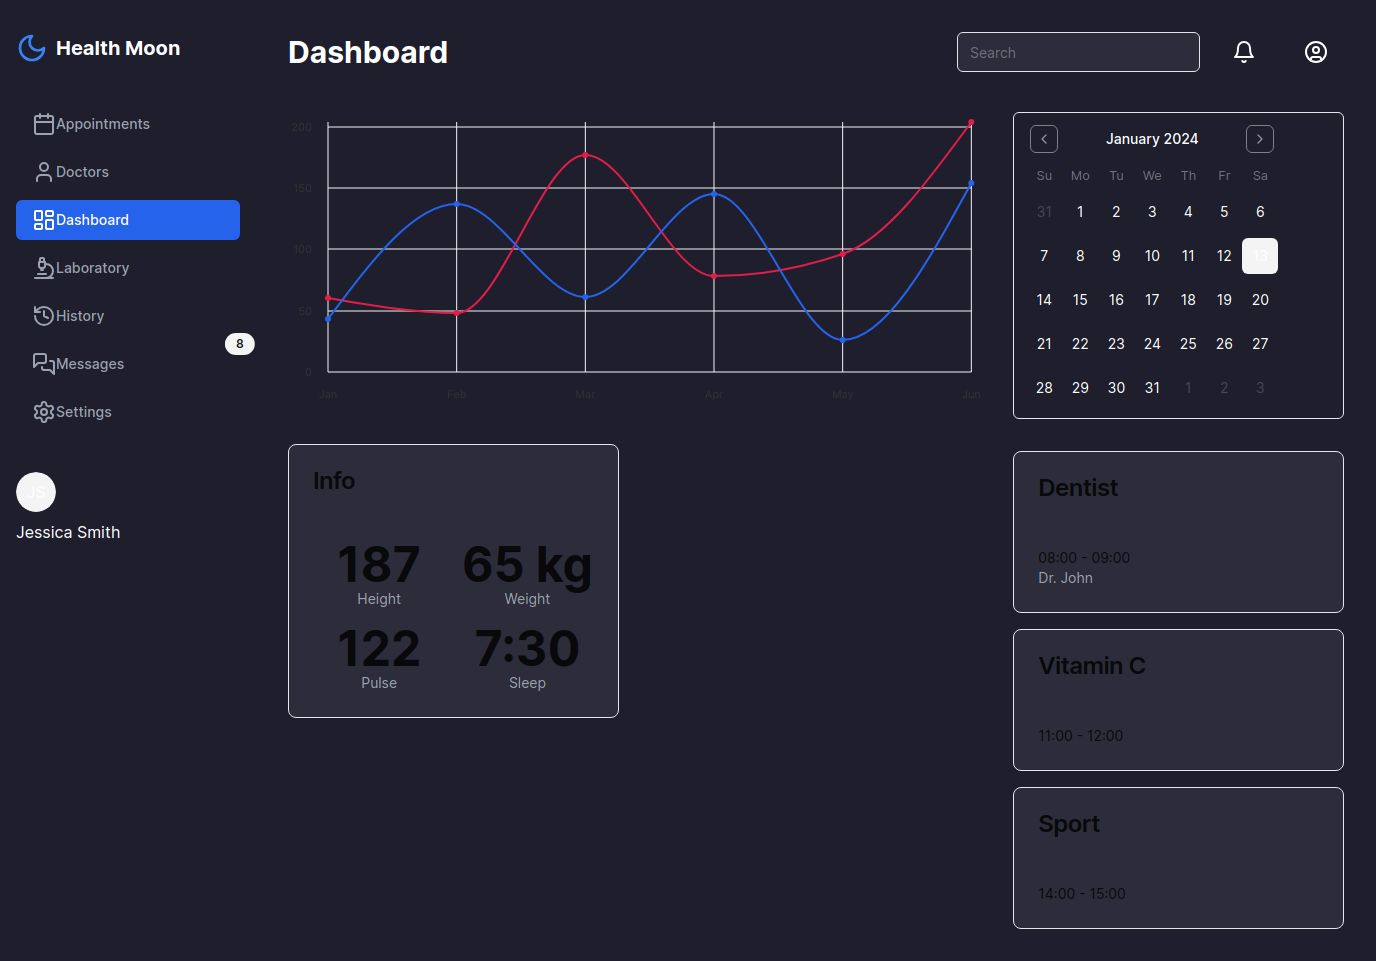 Health Moon
Appointments
Doctors
Dashboard
Laboratory
History
8
Messages
Settings
JS
Jessica Smith
Dashboard
Search
200
150
100
50
0
Jan Feb Mar Apr May Jun
Info
187 65 kg
Height Weight
122 7:30
Pulse Sleep
January 2024
Su Mo Tu We Th Fr Sa
31 1 2 3 4 5 6
7 8 9 10 11 12 13
14 15 16 17 18 19 20
21 22 23 24 25 26 27
28 29 30 31 1 2 3
Dentist
08:00 - 09:00
Dr. John
Vitamin C
11:00 - 12:00
Sport
14:00 - 15:00